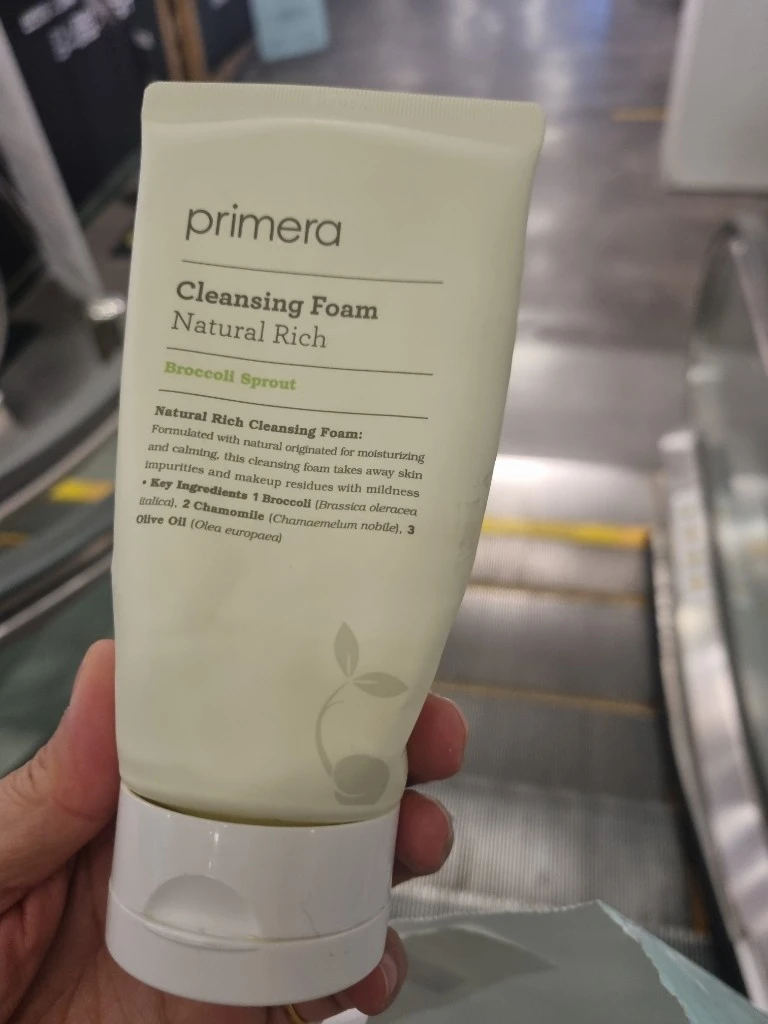 primera
Cleansing Foam
Natural Rich
Broccoli Sprout
Natural Rich Cleansing Foam:
Formulated with natural originated for moisturizing
and calming, this cleansing foam takes away skin
impurities and makeup residues with mildness
• Key Ingredients 1 Broccoli (Brassica oleracea
italica), 2 Chamomile (Chamaemelum nobile), 3
Olive Oil (Olea europaea)